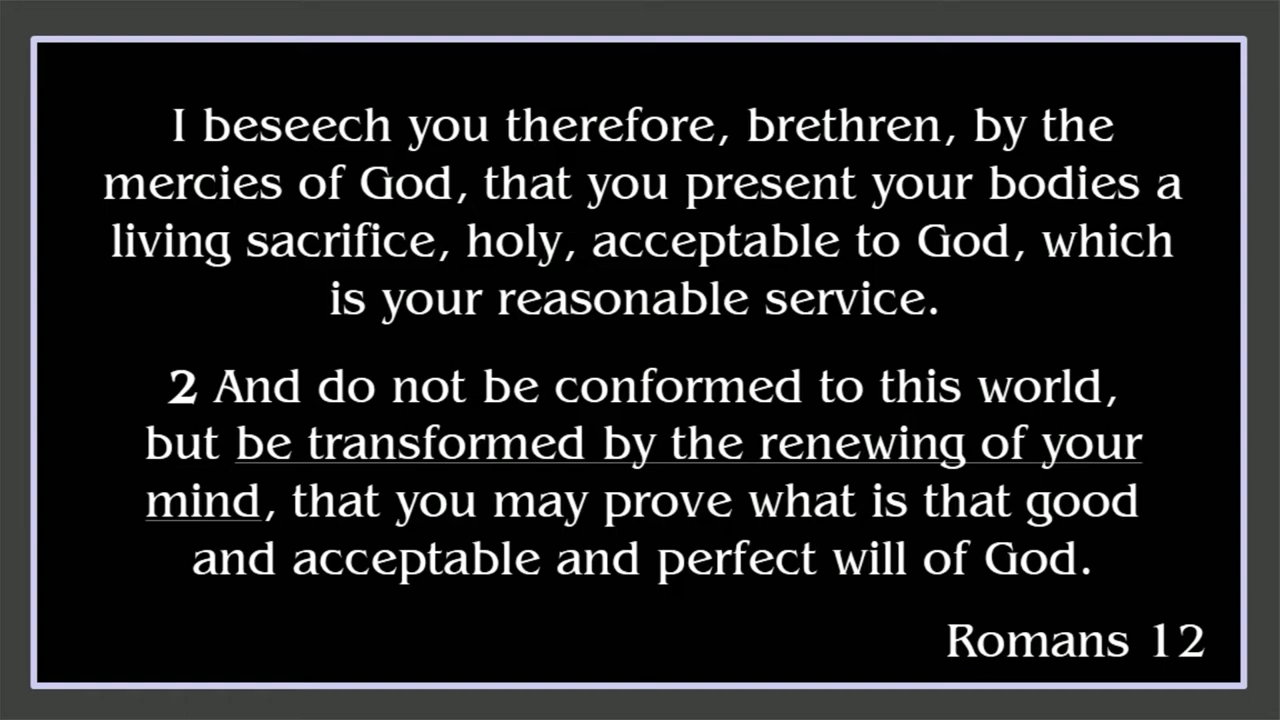 I beseech you therefore, brethren, by the
mercies of God, that you present your bodies a
living sacrifice, holy, acceptable to God, which
is your reasonable service.
2 And do not be conformed to this world,
but be transformed by the renewing of your
mind, that you may prove what is that good
and acceptable and perfect will of God.
Romans 12